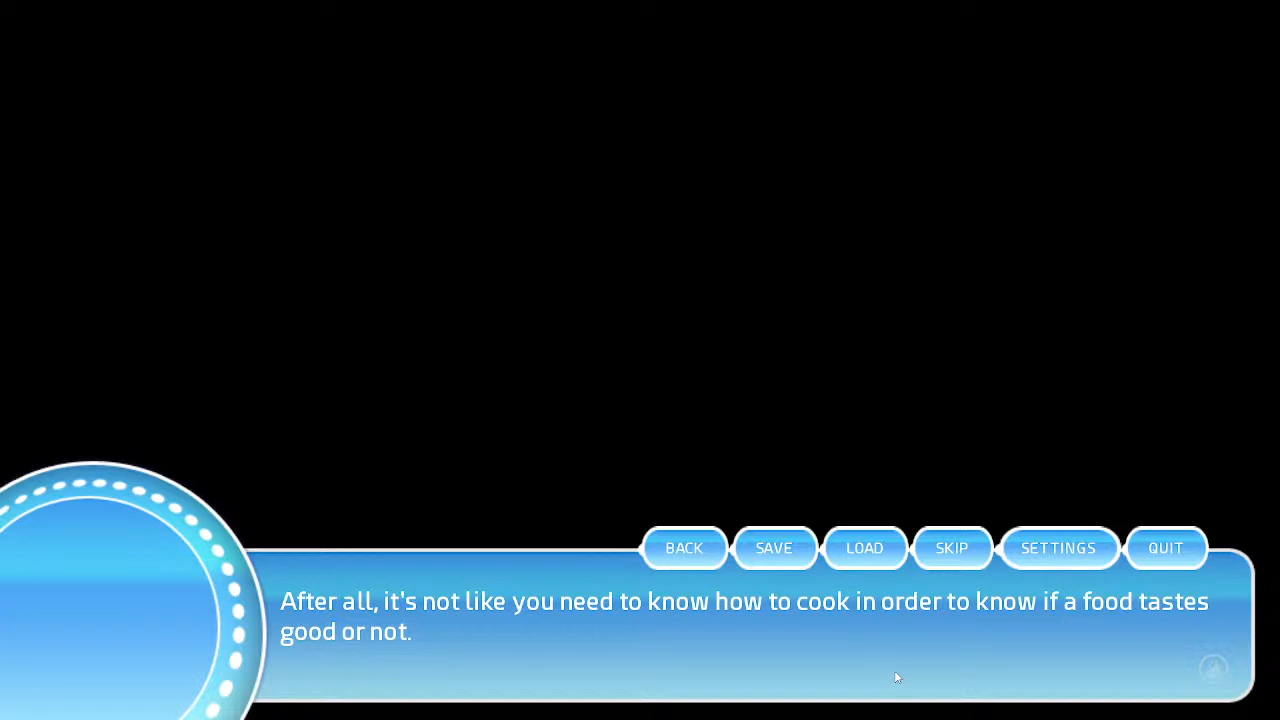 BACK SAVE LOAD SKIP SETTINGS QUIT
After all, it's not like you need to know how to cook in order to know if a food tastes
good or not.